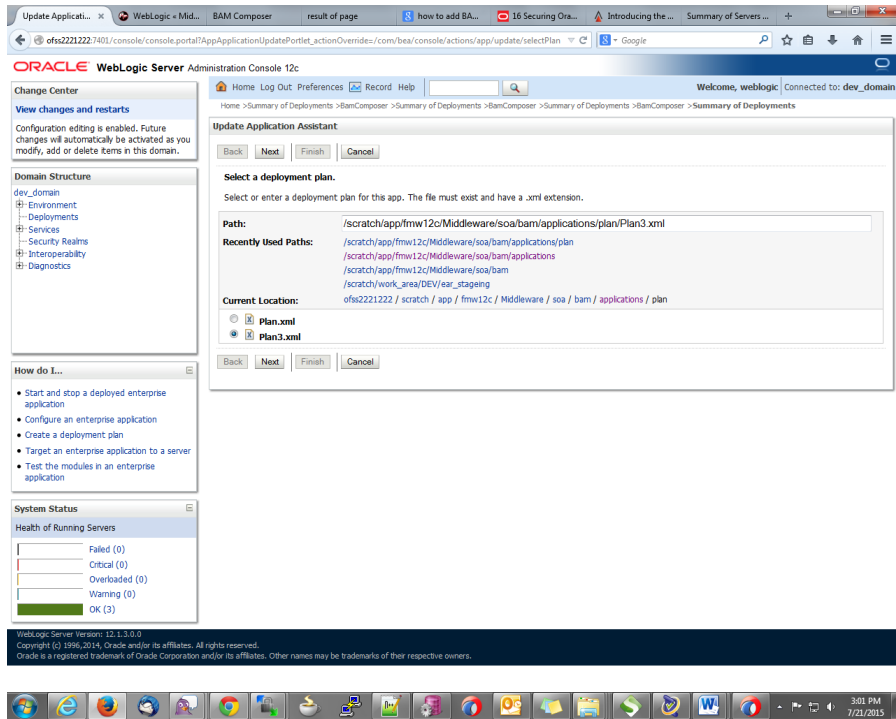 Update Applicati...
WebLogic « Mid...
BAM Composer
result of page
how to add BA...
16 Securing Ora...
Introducing the ...
Summary of Servers ...
ofss2221222:7401/console/console.portal?AppApplicationUpdatePortlet_actionOverride=/com/bea/console/actions/app/update/selectPlan
Google
ORACLE WebLogic Server Administration Console 12c
Change Center
View changes and restarts
Configuration editing is enabled. Future
changes will automatically be activated as you
modify, add or delete items in this domain.
Domain Structure
dev_domain
Environment
Deployments
Services
Security Realms
Interoperability
Diagnostics
How do I...
Start and stop a deployed enterprise
application
Configure an enterprise application
Create a deployment plan
Target an enterprise application to a server
Test the modules in an enterprise
application
System Status
Health of Running Servers
Failed (0)
Critical (0)
Overloaded (0)
Warning (0)
OK (3)
Home Log Out Preferences Record Help
Welcome, weblogic Connected to: dev_domain
Home >Summary of Deployments >BamComposer >Summary of Deployments >BamComposer >Summary of Deployments >BamComposer >Summary of Deployments
Update Application Assistant
Back Next Finish Cancel
Select a deployment plan.
Select or enter a deployment plan for this app. The file must exist and have a .xml extension.
Path: /scratch/app/fmw12c/Middleware/soa/bam/applications/plan/Plan3.xml
Recently Used Paths: /scratch/app/fmw12c/Middleware/soa/bam/applications/plan
/scratch/app/fmw12c/Middleware/soa/bam/applications
/scratch/app/fmw12c/Middleware/soa/bam
/scratch/work_area/DEV/ear_stageing
Current Location: ofss2221222 / scratch / app / fmw12c / Middleware / soa / bam / applications / plan
Plan.xml
Plan3.xml
Back Next Finish Cancel
WebLogic Server Version: 12.1.3.0.0
Copyright (c) 1996,2014, Oracle and/or its affiliates. All rights reserved.
Oracle is a registered trademark of Oracle Corporation and/or its affiliates. Other names may be trademarks of their respective owners.
3:01 PM
7/21/2015